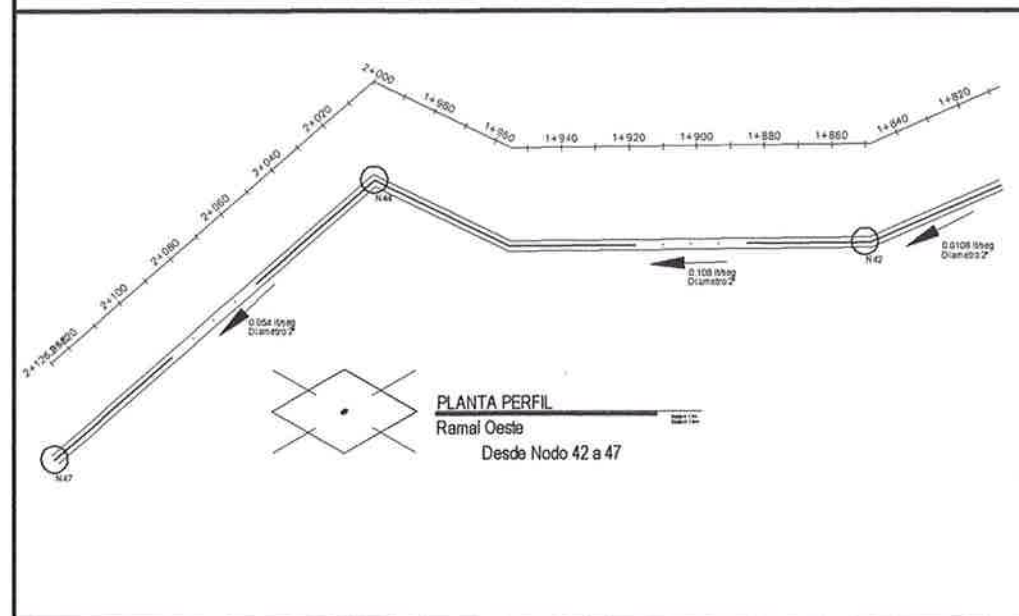 2+000
1+980
1+960
1+940
1+920
1+900
1+880
1+860
1+840
1+820
2+020
2+040
2+060
2+080
2+100
N42
N47
0.0108 lt/seg
Diametro 2"
0.108 lt/seg
Diametro 2"
0.054 lt/seg
Diametro 2"
PLANTA PERFIL
Ramal Oeste
Desde Nodo 42 a 47